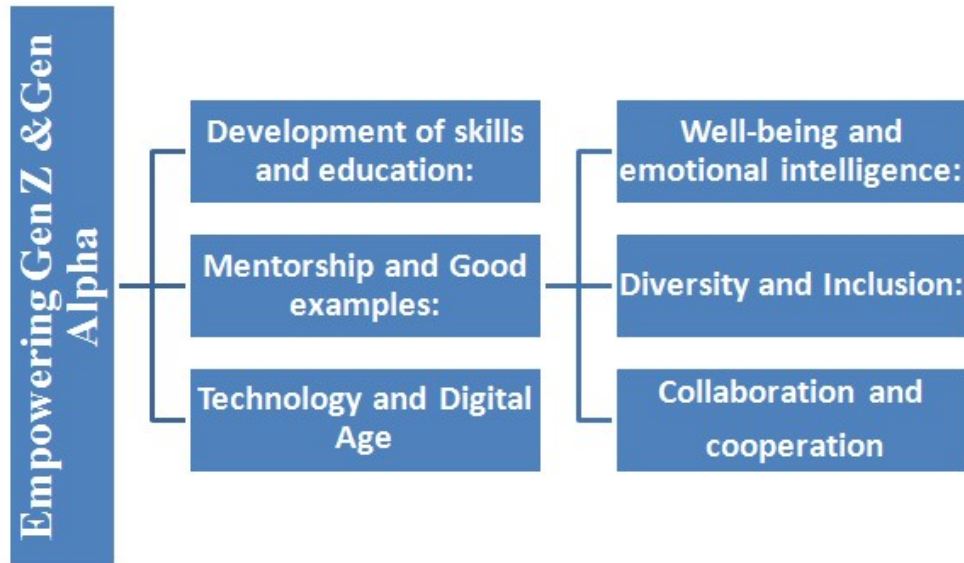 Empowering Gen Z &Gen
Alpha
Development of skills
and education:
Mentorship and Good
examples:
Technology and Digital
Age
Well-being and
emotional intelligence:
Diversity and Inclusion:
Collaboration and
cooperation